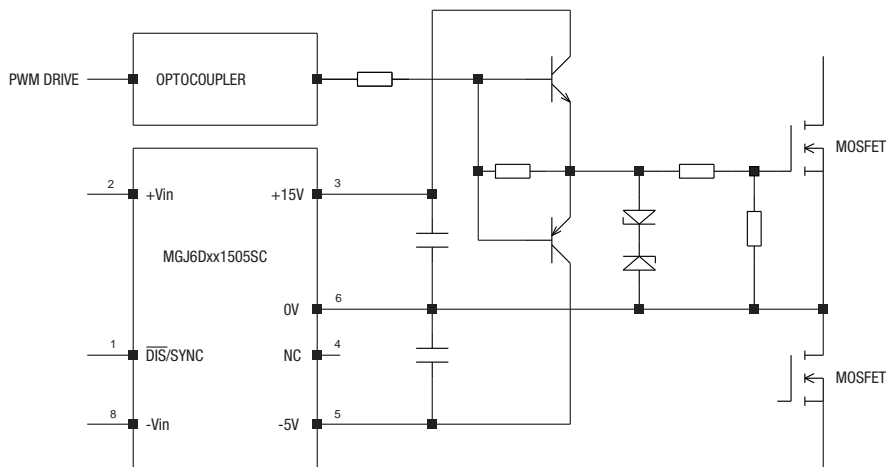 PWM DRIVE
OPTOCOUPLER
MOSFET
2
+Vin
+15V
3
MGJ6Dxx1505SC
0V
6
1
DIS/SYNC
NC
4
MOSFET
8
-Vin
-5V
5